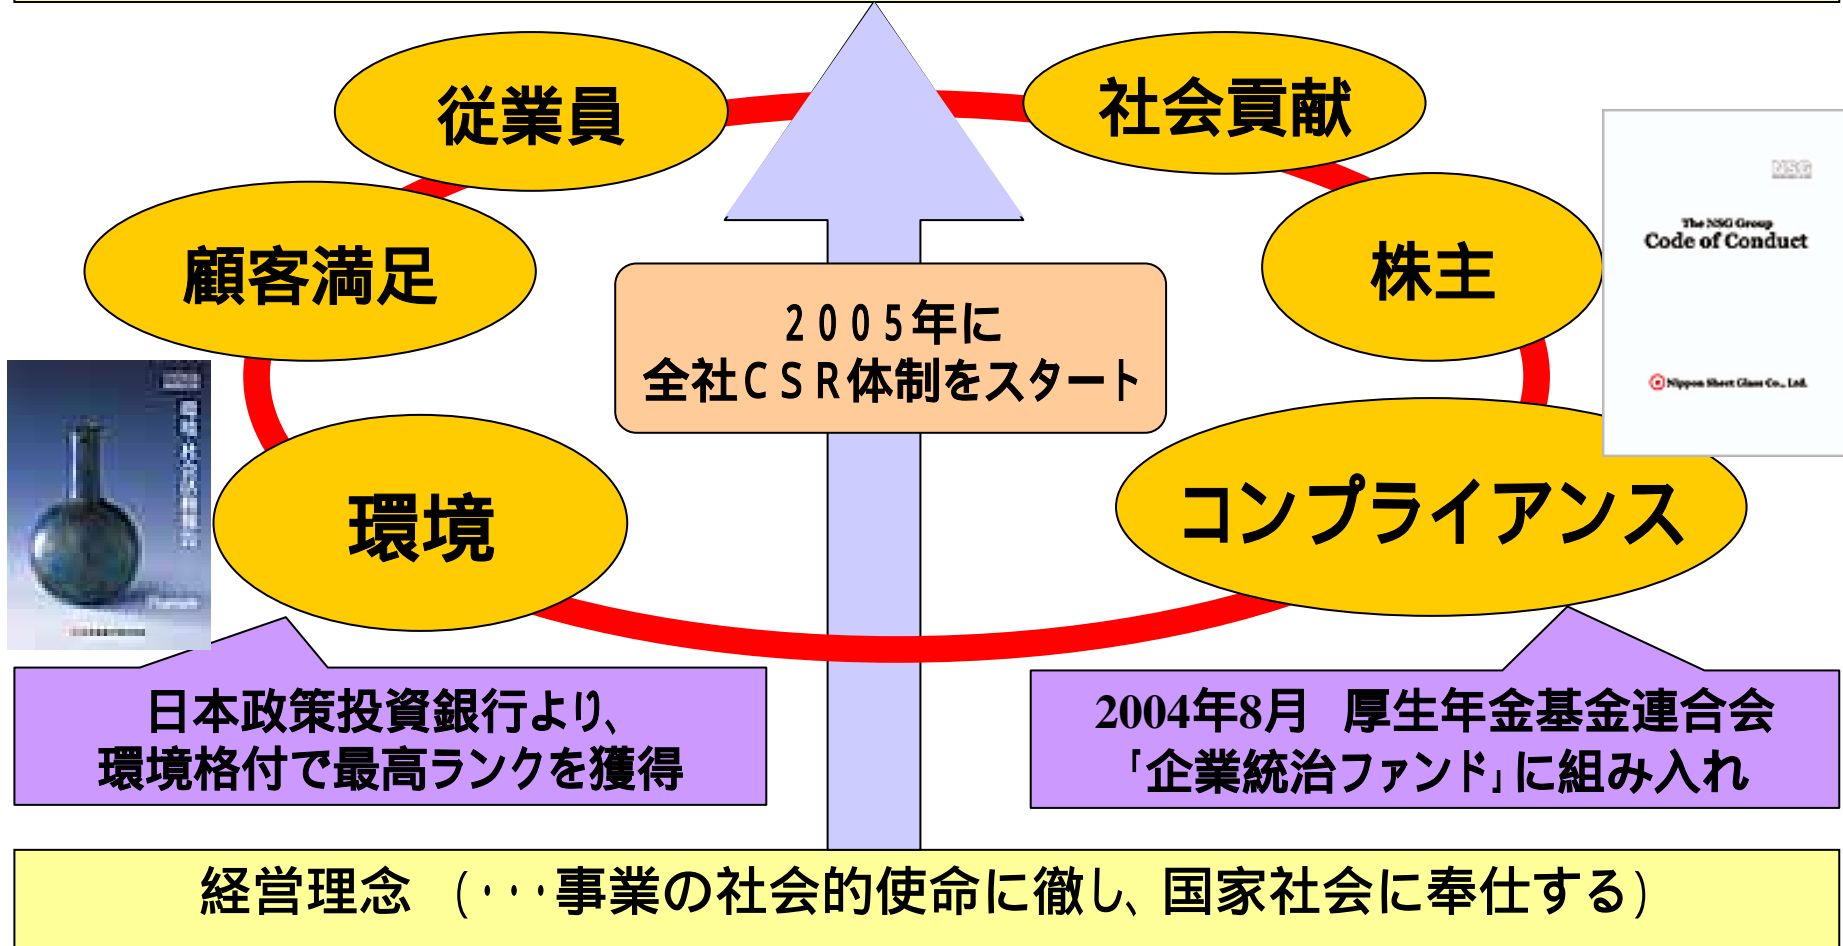 従業員
社会貢献
顧客満足
株主
NSG
The NSG Group
Code of Conduct
Nippon Sheet Glass Co., Ltd.
2005年に
全社CSR体制をスタート
環境
コンプライアンス
日本政策投資銀行より、
環境格付で最高ランクを獲得
2004年8月 厚生年金基金連合会
「企業統治ファンド」に組み入れ
経営理念 (・・・事業の社会的使命に徹し、国家社会に奉仕する)